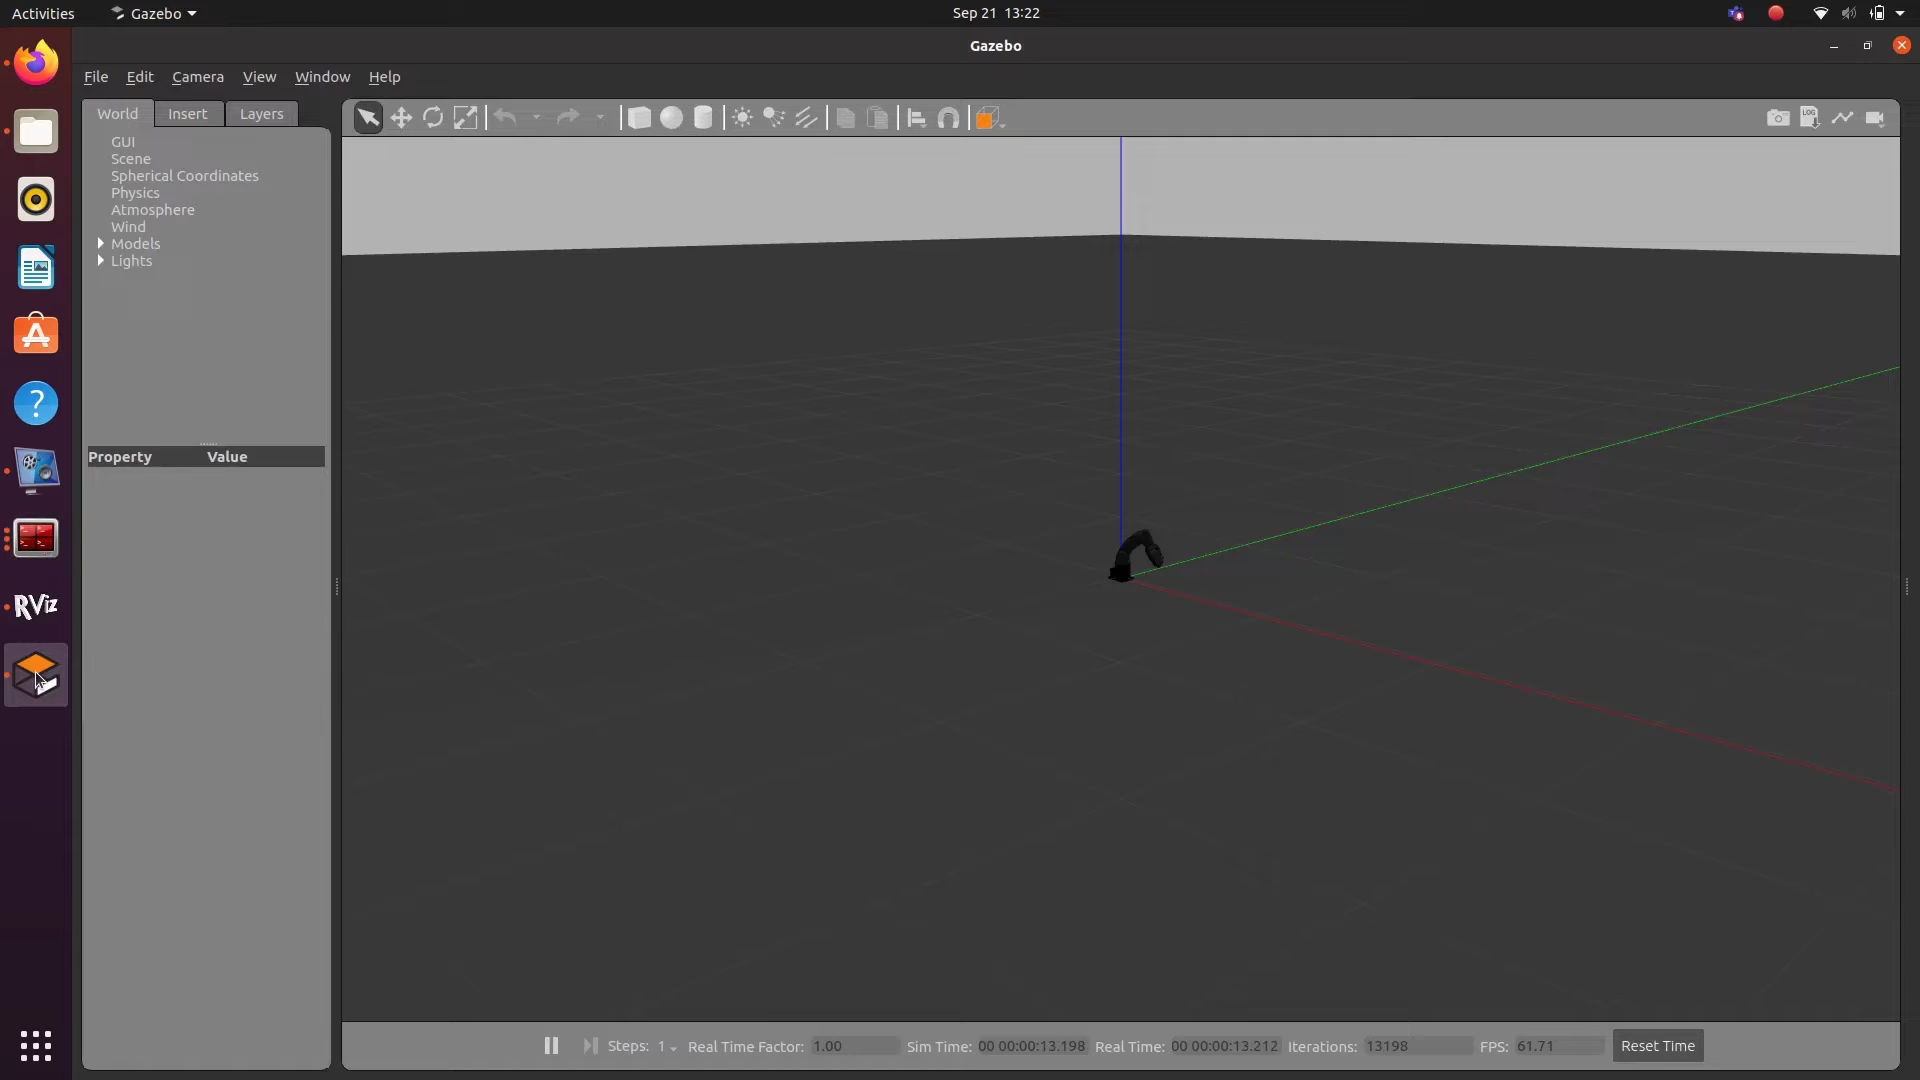 Activities Gazebo Sep 21 13:22
Gazebo
File Edit Camera View Window Help
World Insert Layers
LOG
GUI
Scene
Spherical Coordinates
Physics
Atmosphere
Wind
Models
Lights
Property Value
?
RViz
Steps: 1 Real Time Factor: 1.00 Sim Time: 00 00:00:13.198 Real Time: 00 00:00:13.212 Iterations: 13198 FPS: 61.71 Reset Time